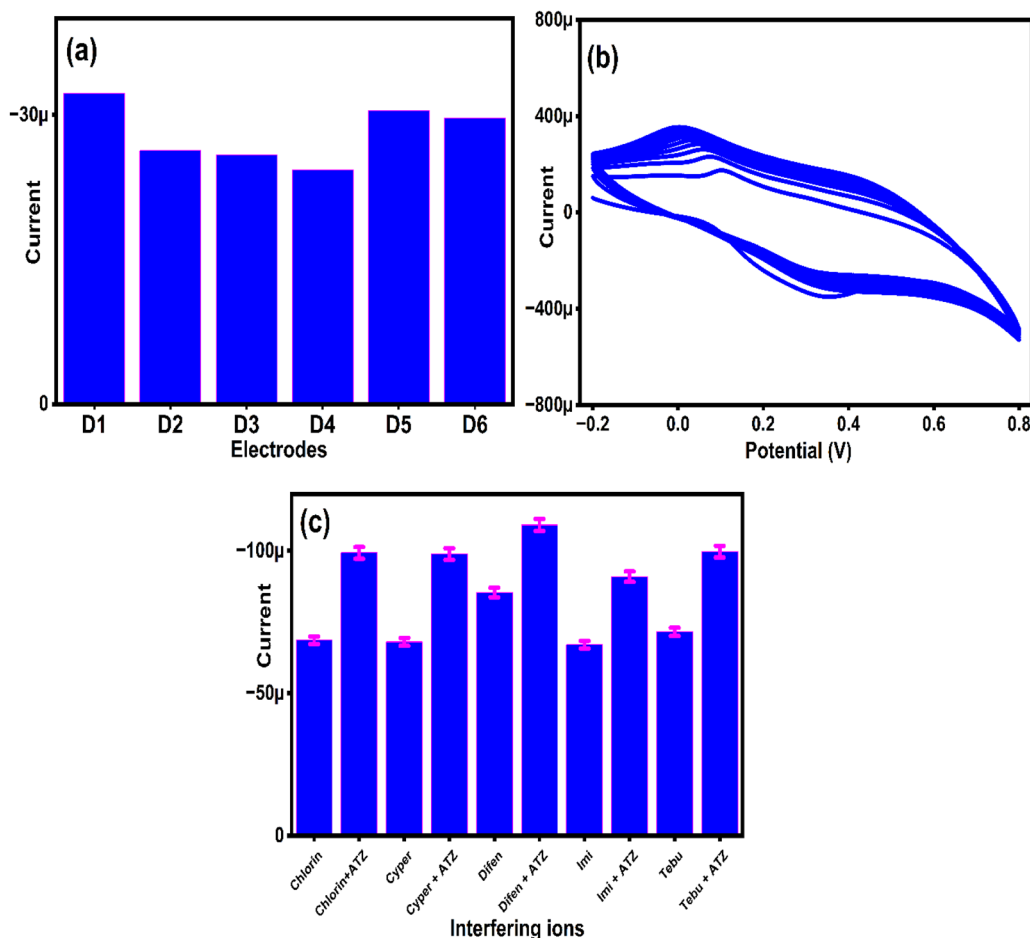 (a)
−30μ
0
Current
D1 D2 D3 D4 D5 D6
Electrodes
(b)
800μ
400μ
0
−400μ
−800μ
Current
−0.2 0.0 0.2 0.4 0.6 0.8
Potential (V)
(c)
−100μ
−50μ
0
Current
Chlorin Chlorin+ATZ Cyper Cyper + ATZ Difen Difen + ATZ Imi Imi + ATZ Tebu Tebu + ATZ
Interfering ions